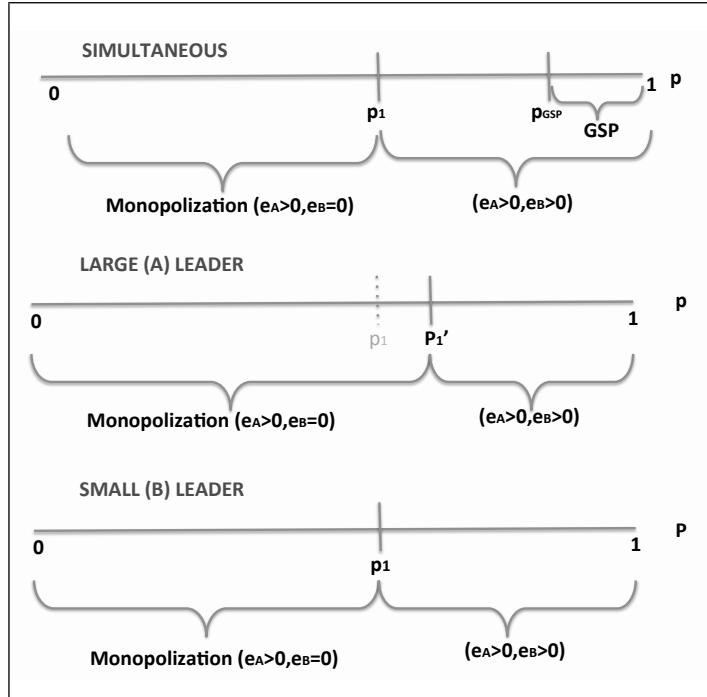 SIMULTANEOUS
0 1 p
p1 pGSP GSP
Monopolization (eA>0,eB=0) (eA>0,eB>0)
LARGE (A) LEADER
0 1 p
p1 P1’
Monopolization (eA>0,eB=0) (eA>0,eB>0)
SMALL (B) LEADER
0 1 P
p1
Monopolization (eA>0,eB=0) (eA>0,eB>0)